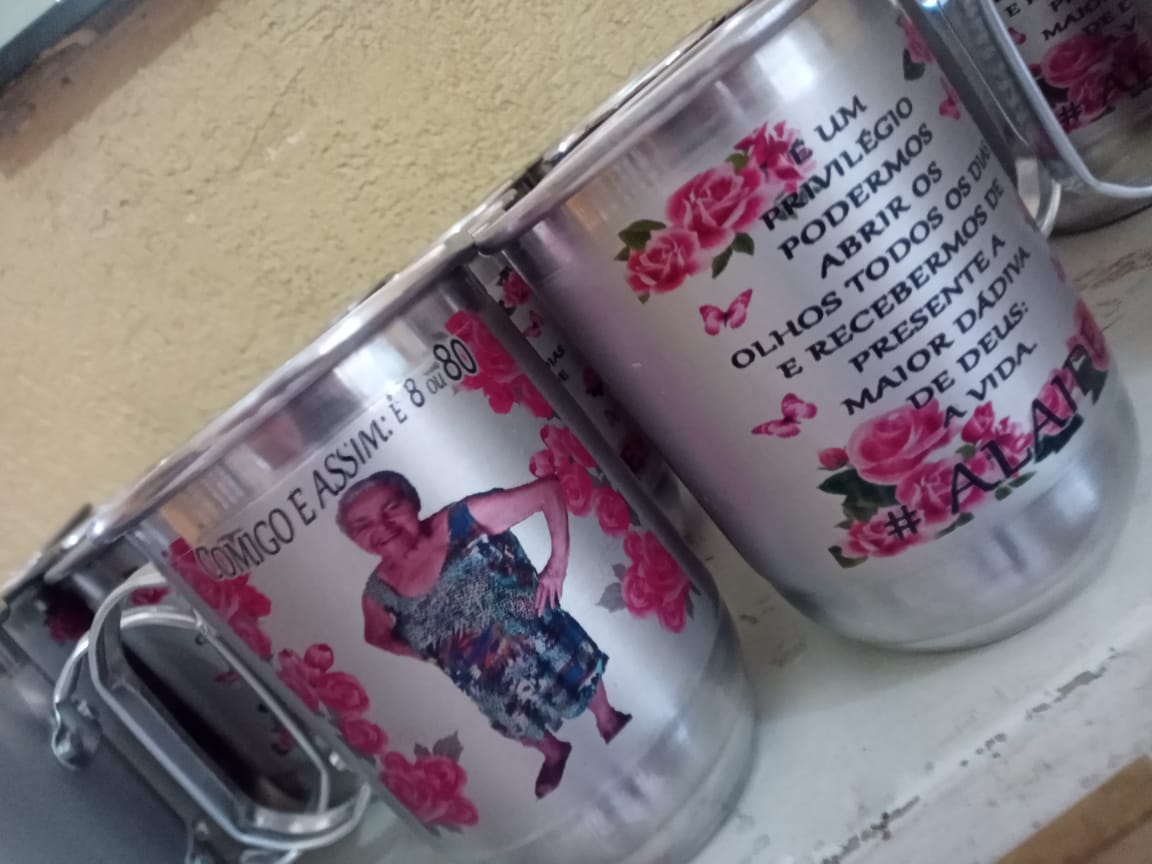 COMIGO E ASSIM: É 8 ou 80
É UM
PRIVILÉGIO
PODERMOS
ABRIR OS
OLHOS TODOS OS DIAS
E RECEBERMOS DE
PRESENTE A
MAIOR DÁDIVA
DE DEUS:
A VIDA.
# ALAIR